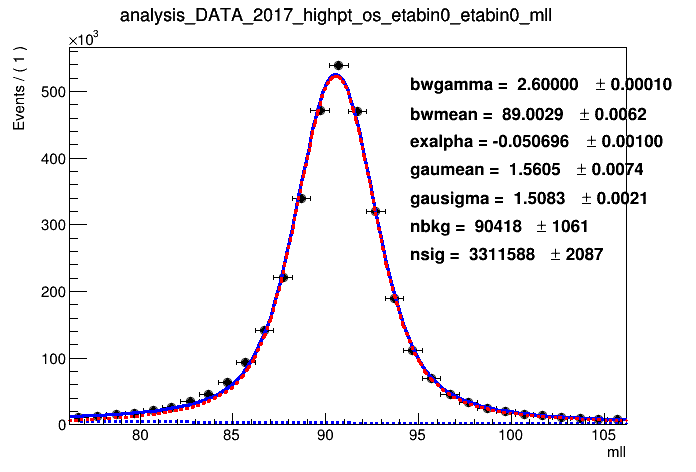 analysis_DATA_2017_highpt_os_etabin0_etabin0_mll
×10³
Events / ( 1 )
bwgamma = 2.60000 ± 0.00010
bwmean = 89.0029 ± 0.0062
exalpha = -0.050696 ± 0.00100
gaumean = 1.5605 ± 0.0074
gausigma = 1.5083 ± 0.0021
nbkg = 90418 ± 1061
nsig = 3311588 ± 2087
500
400
300
200
100
0
80 85 90 95 100 105
mll